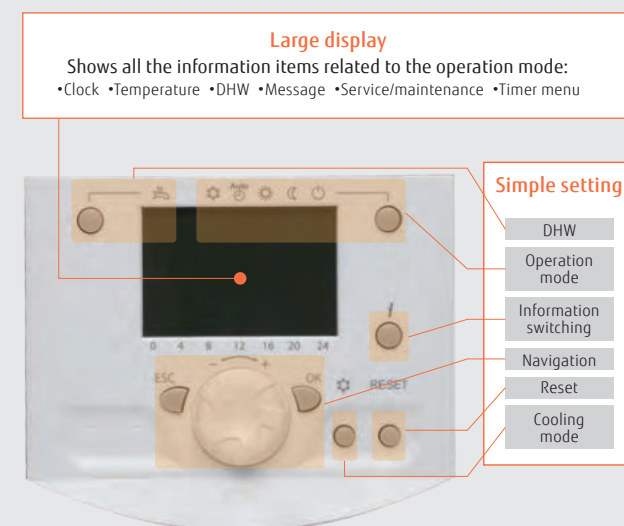 Large display
Shows all the information items related to the operation mode:
•Clock •Temperature •DHW •Message •Service/maintenance •Timer menu
Simple setting
Auto
DHW
Operation
mode
Information
switching
0 4 8 12 16 20 24
Navigation
- +
ESC
OK
RESET
Reset
Cooling
mode